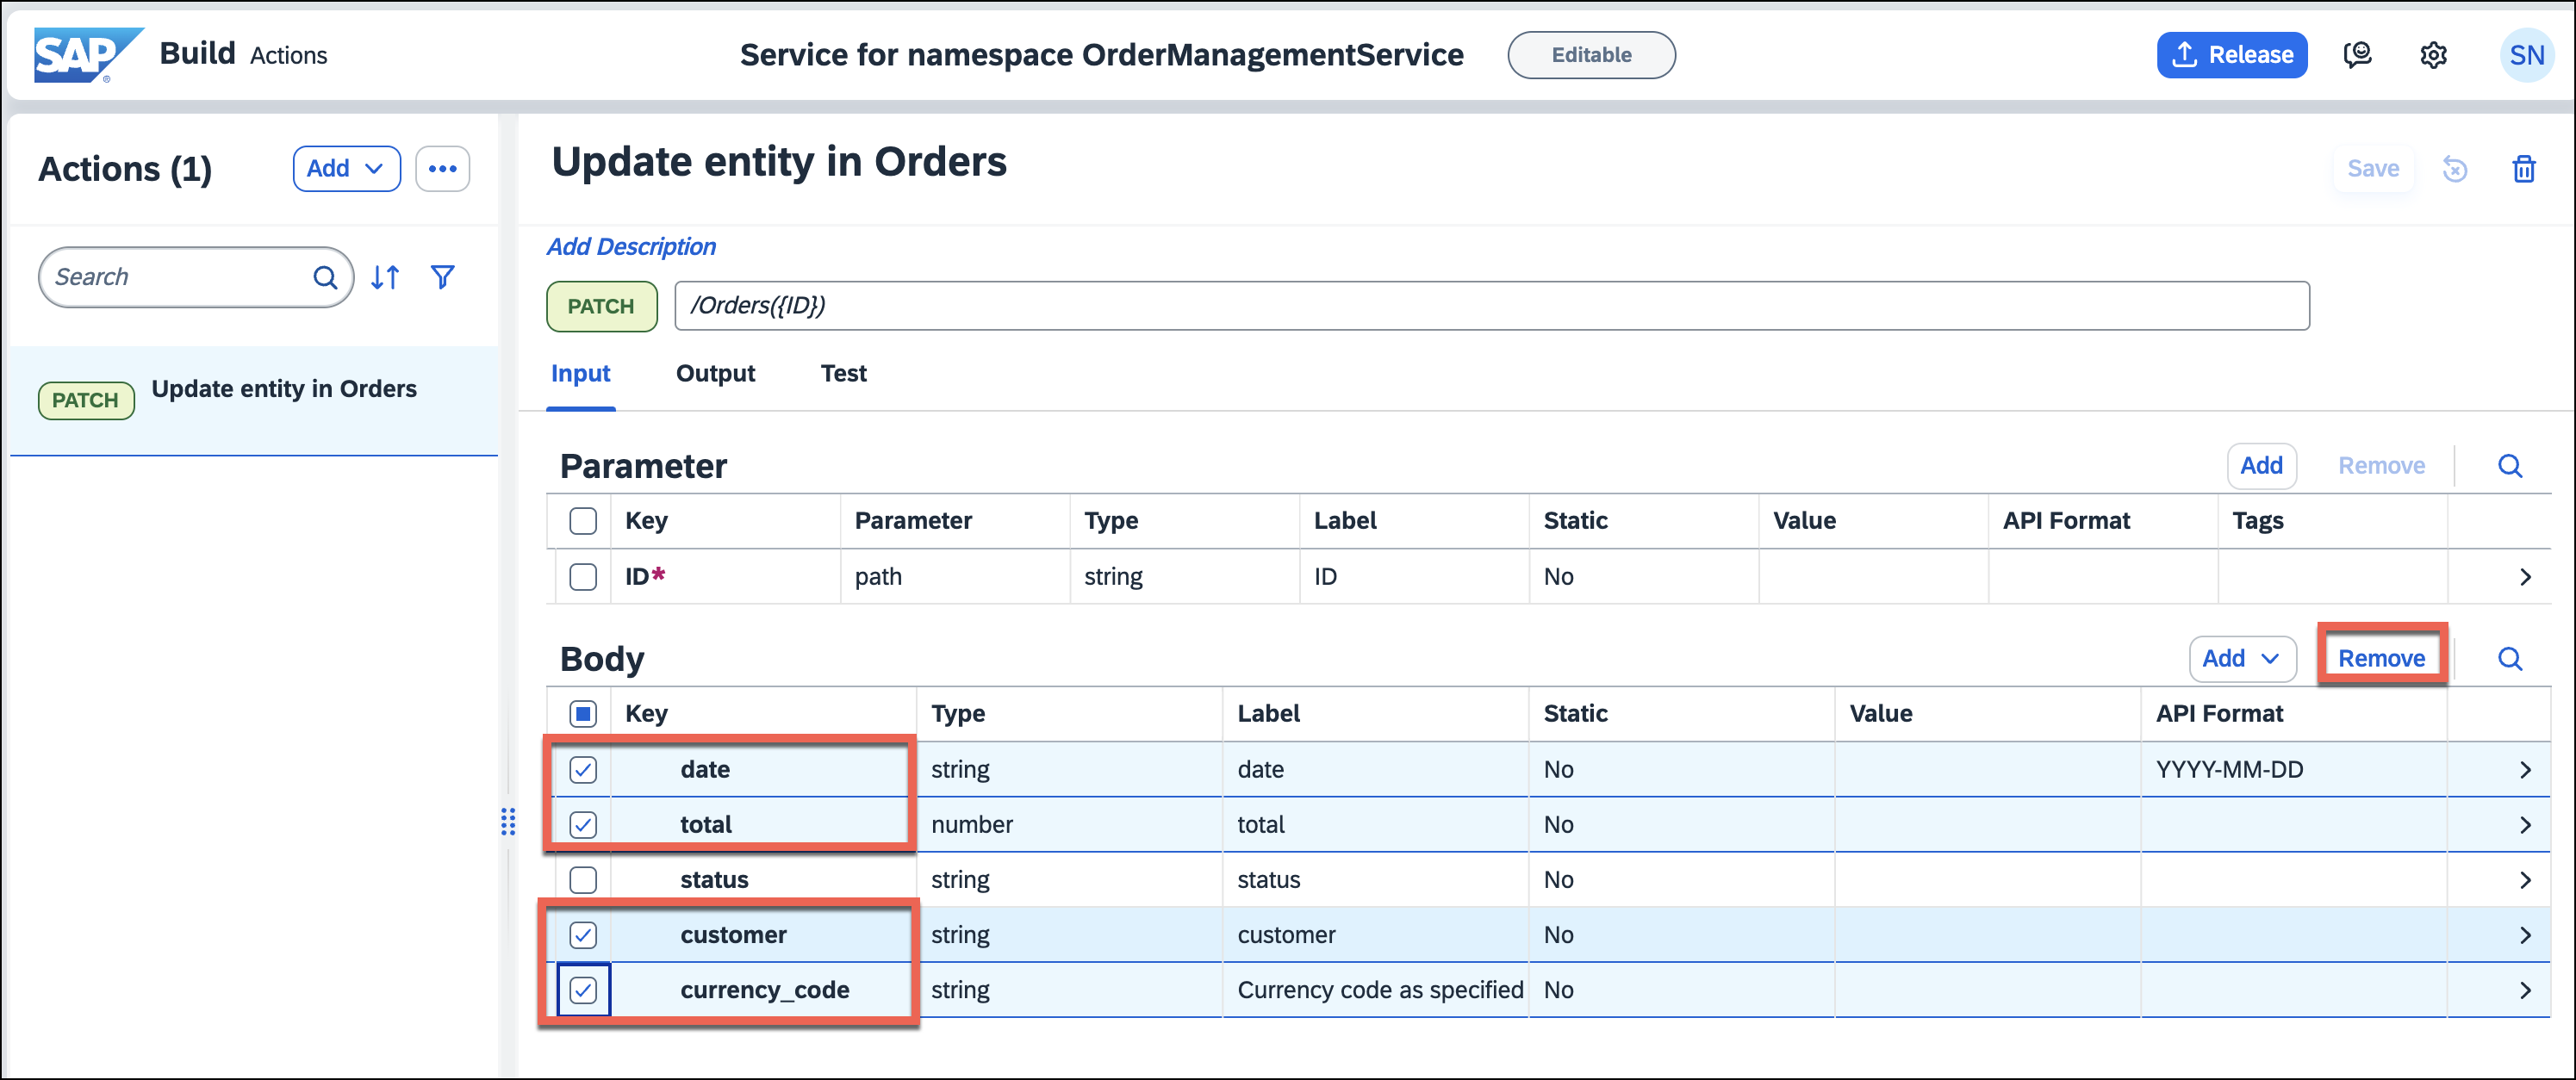 SAP Build Actions
Service for namespace OrderManagementService
Editable
Release
SN
Actions (1)
Add
Update entity in Orders
Save
Search
Add Description
PATCH
/Orders({ID})
PATCH
Update entity in Orders
Input Output Test
Parameter
Add Remove
Key Parameter Type Label Static Value API Format Tags
ID* path string ID No
Body
Add Remove
Key Type Label Static Value API Format
date string date No YYYY-MM-DD
total number total No
status string status No
customer string customer No
currency_code string Currency code as specified No